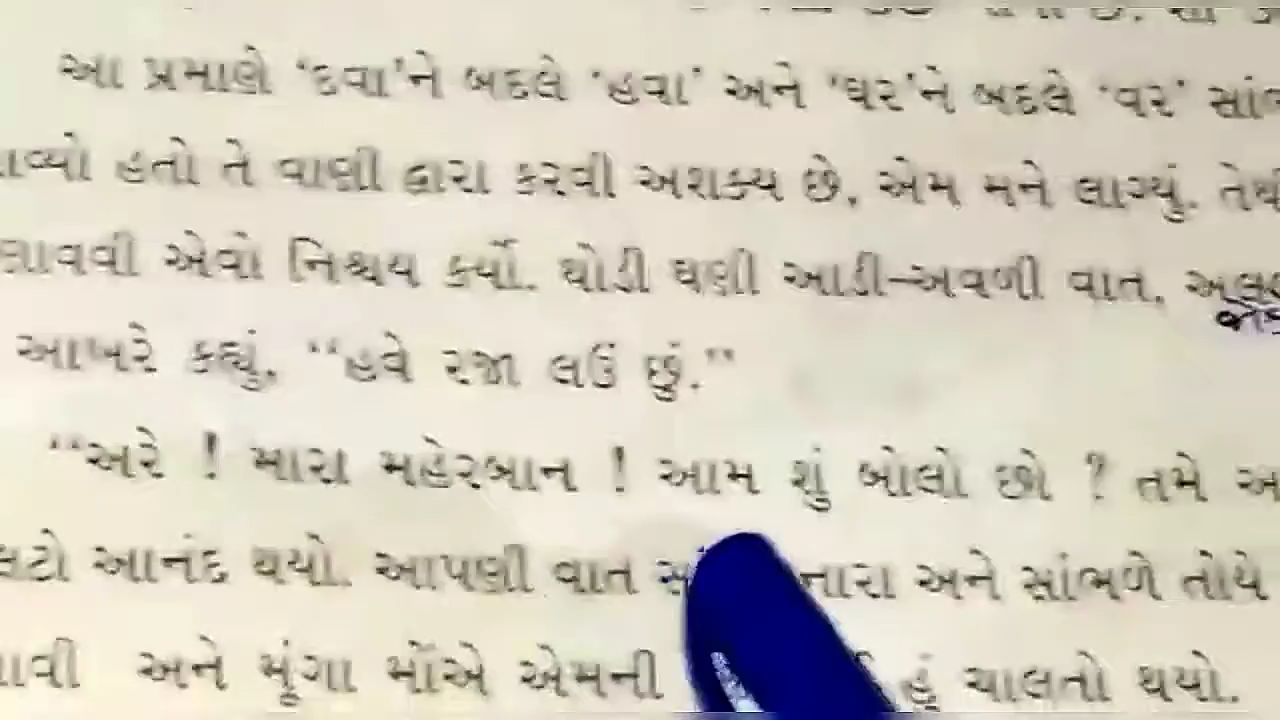 આ પ્રમાણે ‘દવા’ને બદલે ‘હવા’ અને ‘ઘર’ને બદલે ‘વર’
હતો તે વાણી દ્વારા કરવી અશક્ય છે, એમ મને લાગ્યું.
એવો નિશ્ચય કર્યો. થોડી ઘણી આડી-અવળી વાત,
આખરે કહ્યું, “હવે રજા લઉં છું.”
“અરે ! મારા મહેરબાન ! આમ શું બોલો છો ? તમે
આનંદ થયો. આપણી વાત અને સાંભળે તોયે
અને મૂંગા મોંએ એમની હું ચાલતો થયો.